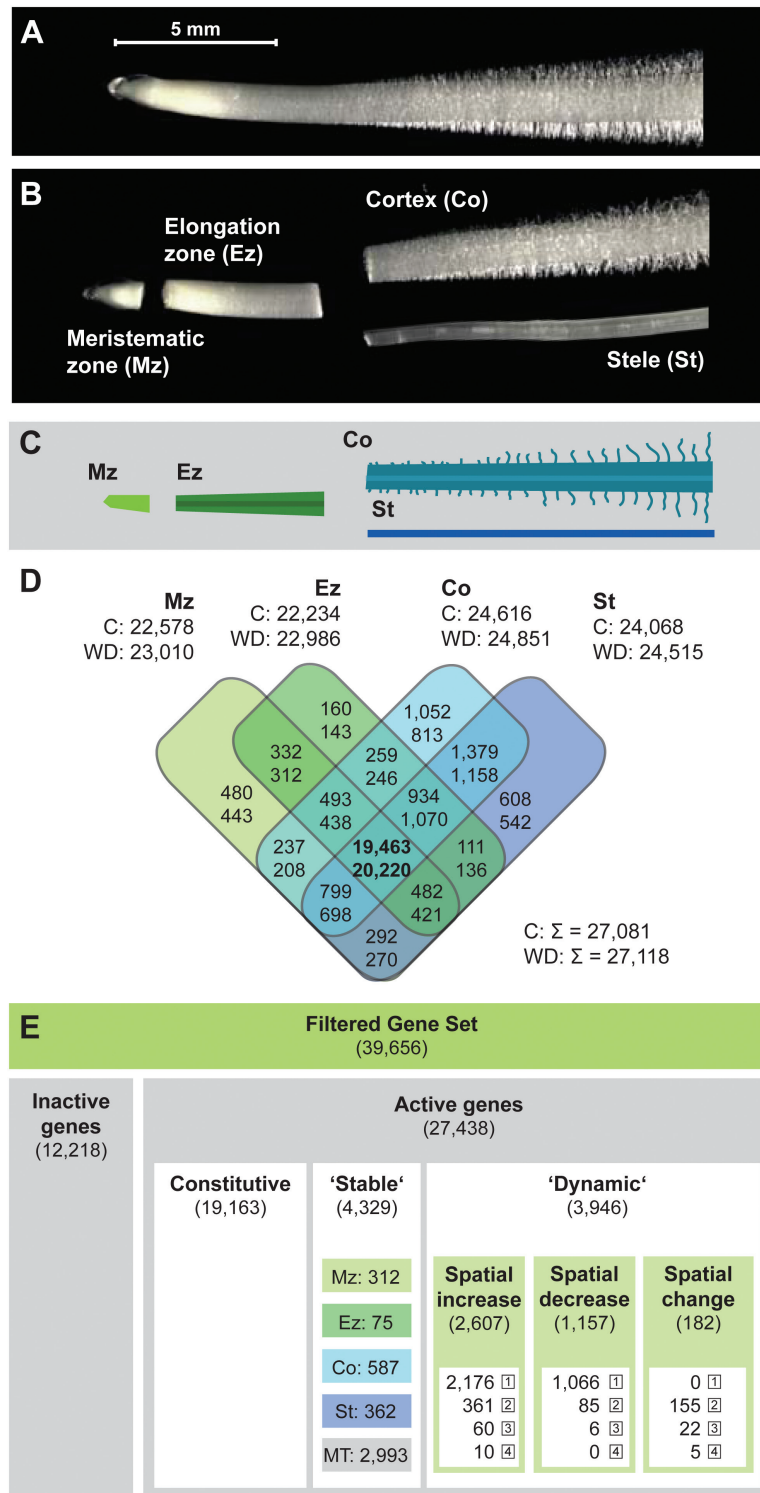 A
5 mm
B
Cortex (Co)
Elongation
zone (Ez)
Meristematic
zone (Mz)
Stele (St)
C
Co
Mz
Ez
St
D
Mz
C: 22,578
WD: 23,010
Ez
C: 22,234
WD: 22,986
Co
C: 24,616
WD: 24,851
St
C: 24,068
WD: 24,515
160
143
1,052
813
332
312
259
246
1,379
1,158
480
443
493
438
934
1,070
608
542
237
208
19,463
20,220
111
136
799
698
482
421
292
270
C: Σ = 27,081
WD: Σ = 27,118
E
Filtered Gene Set
(39,656)
Inactive
genes
(12,218)
Active genes
(27,438)
Constitutive
(19,163)
‘Stable‘
(4,329)
Mz: 312
Ez: 75
Co: 587
St: 362
MT: 2,993
‘Dynamic‘
(3,946)
Spatial
increase
(2,607)
2,176 1
361 2
60 3
10 4
Spatial
decrease
(1,157)
1,066 1
85 2
6 3
0 4
Spatial
change
(182)
0 1
155 2
22 3
5 4